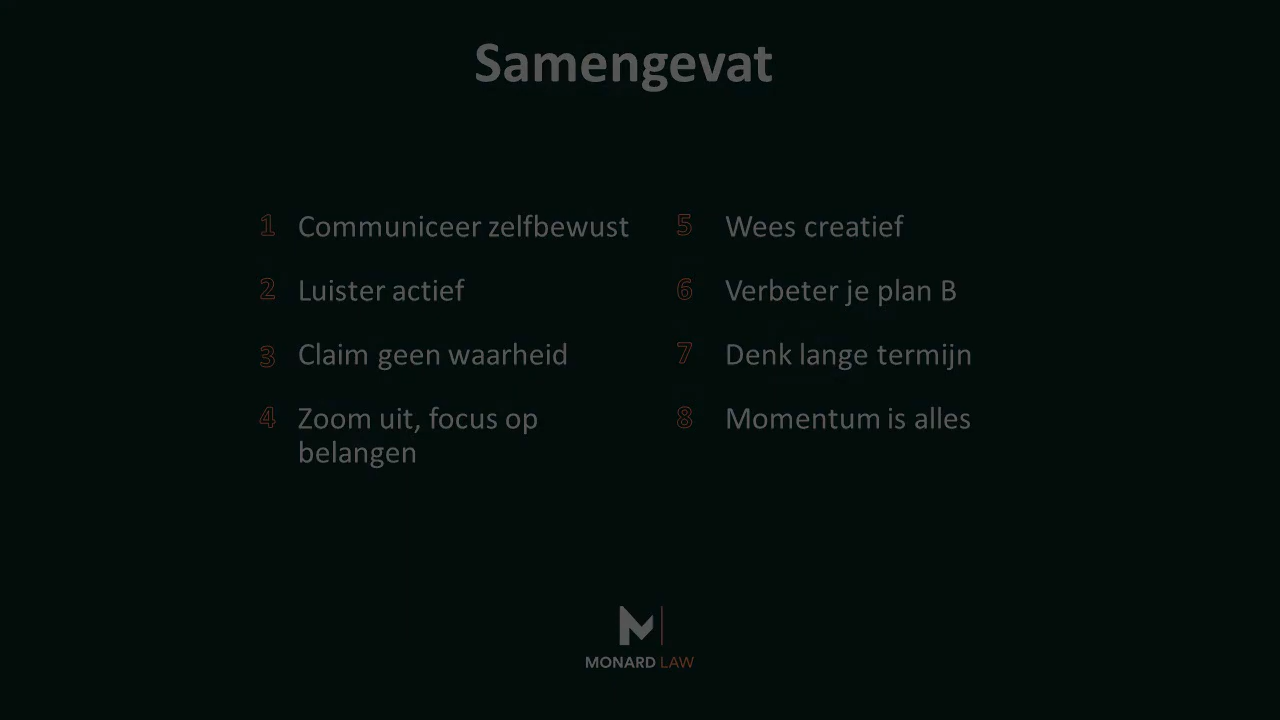 Samengevat
1 Communiceer zelfbewust
2 Luister actief
3 Claim geen waarheid
4 Zoom uit, focus op
belangen
5 Wees creatief
6 Verbeter je plan B
7 Denk lange termijn
8 Momentum is alles
MONARD LAW